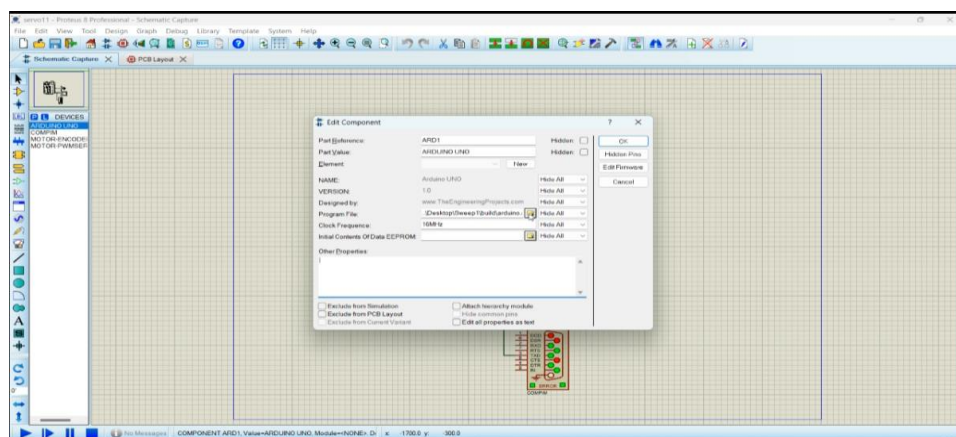 servo11 - Proteus 8 Professional - Schematic Capture
File Edit View Tool Design Graph Debug Library Template System Help
Schematic Capture
PCB Layout
P L DEVICES
ARDUINO UNO
COMPIM
MOTOR-ENCODER
MOTOR-PWMSER
Edit Component
Part Reference: ARD1 Hidden:
Part Value: ARDUINO UNO Hidden:
Element: New
NAME: Arduino UNO Hide All
VERSION: 1.0 Hide All
Designed by: www.TheEngineeringProjects.com Hide All
Program File: .\Desktop\Sweep1\build\arduino. Hide All
Clock Frequence: 16MHz Hide All
Initial Contents Of Data EEPROM: Hide All
Other Properties:
Exclude from Simulation
Exclude from PCB Layout
Exclude from Current Variant
Attach hierarchy module
Hide common pins
Edit all properties as text
OK
Hidden Pins
Edit Firmware
Cancel
ERROR
COMPIM
No Messages
COMPONENT ARD1, Value=ARDUINO UNO, Module=<NONE>, Di
x: -1700.0 y: -300.0